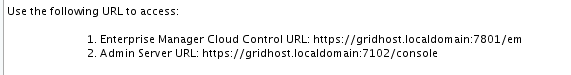 Use the following URL to access:
1. Enterprise Manager Cloud Control URL: https://gridhost.localdomain:7801/em
2. Admin Server URL: https://gridhost.localdomain:7102/console